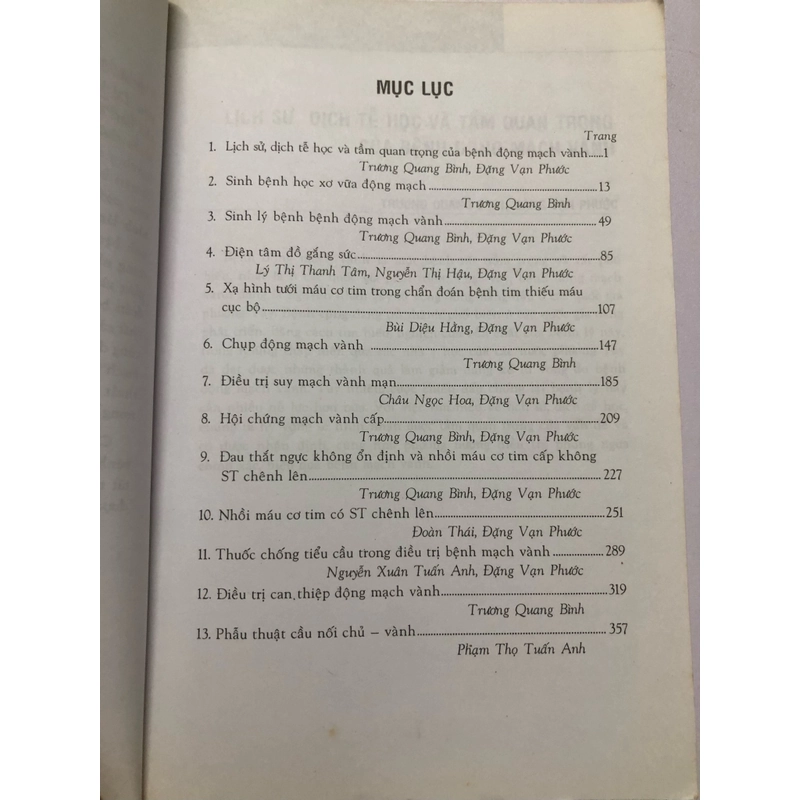 MỤC LỤC
Trang
1. Lịch sử, dịch tễ học và tầm quan trọng của bệnh động mạch vành.....1
Trương Quang Bình, Đặng Vạn Phước
2. Sinh bệnh học xơ vữa động mạch.....13
Trương Quang Bình
3. Sinh lý bệnh bệnh động mạch vành.....49
Trương Quang Bình, Đặng Vạn Phước
4. Điện tâm đồ gắng sức.....85
Lý Thị Thanh Tâm, Nguyễn Thị Hậu, Đặng Vạn Phước
5. Xạ hình tưới máu cơ tim trong chẩn đoán bệnh tim thiếu máu
cục bộ.....107
Bùi Diệu Hằng, Đặng Vạn Phước
6. Chụp động mạch vành.....147
Trương Quang Bình
7. Điều trị suy mạch vành mạn.....185
Châu Ngọc Hoa, Đặng Vạn Phước
8. Hội chứng mạch vành cấp.....209
Trương Quang Bình, Đặng Vạn Phước
9. Đau thắt ngực không ổn định và nhồi máu cơ tim cấp không
ST chênh lên.....227
Trương Quang Bình, Đặng Vạn Phước
10. Nhồi máu cơ tim có ST chênh lên.....251
Đoàn Thái, Đặng Vạn Phước
11. Thuốc chống tiểu cầu trong điều trị bệnh mạch vành.....289
Nguyễn Xuân Tuấn Anh, Đặng Vạn Phước
12. Điều trị can thiệp động mạch vành.....319
Trương Quang Bình
13. Phẫu thuật cầu nối chủ – vành.....357
Phạm Thọ Tuấn Anh